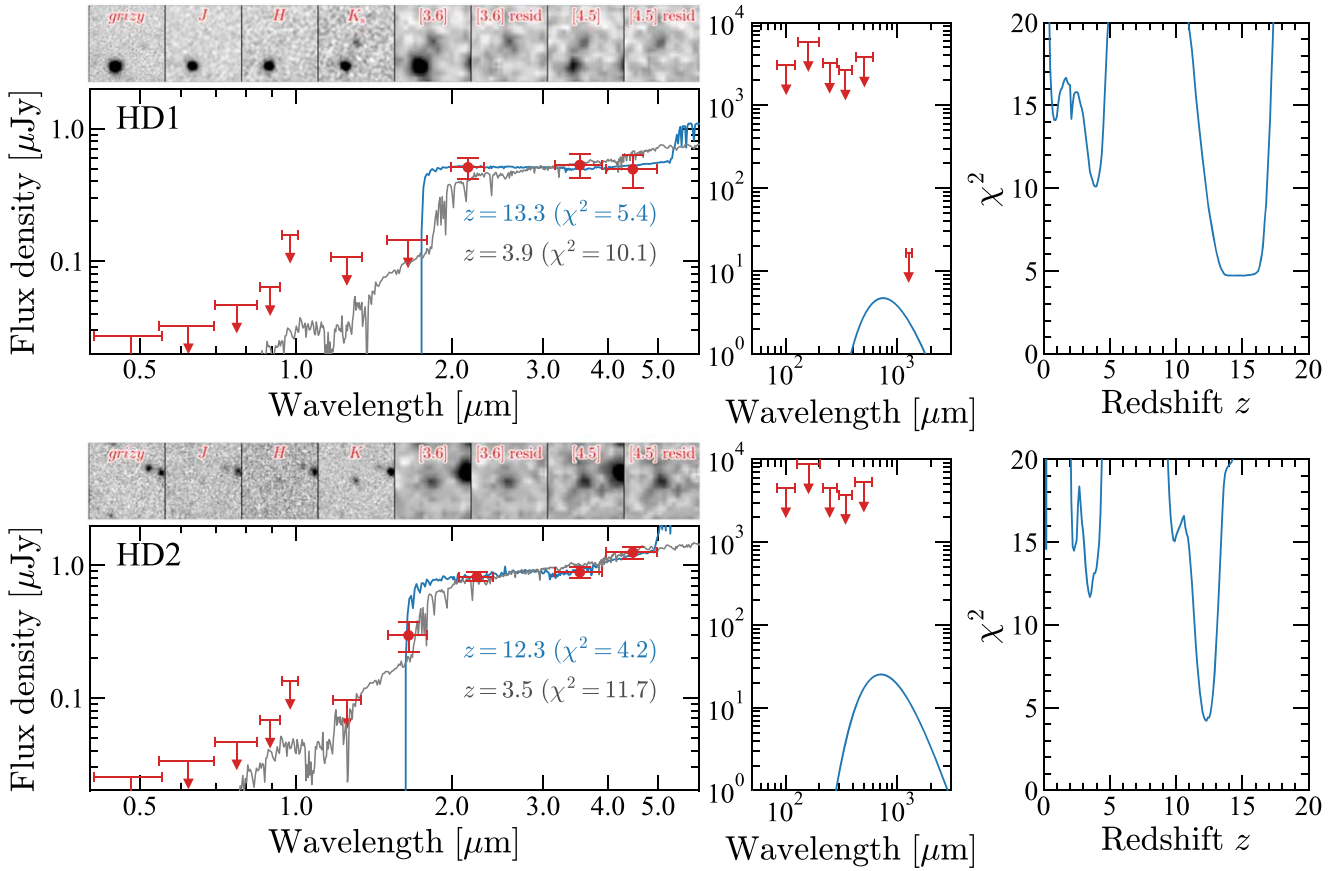 grizy J H Kₛ [3.6] [3.6] resid [4.5] [4.5] resid
HD1
Flux density [μJy]
1.0
0.1
z = 13.3 (χ² = 5.4)
z = 3.9 (χ² = 10.1)
0.5 1.0 2.0 3.0 4.0 5.0
Wavelength [μm]
10⁴
10³
10²
10¹
10⁰
10² 10³
Wavelength [μm]
χ²
20
15
10
5
0
0 5 10 15 20
Redshift z
grizy J H K [3.6] [3.6] resid [4.5] [4.5] resid
HD2
Flux density [μJy]
1.0
0.1
z = 12.3 (χ² = 4.2)
z = 3.5 (χ² = 11.7)
0.5 1.0 2.0 3.0 4.0 5.0
Wavelength [μm]
10⁴
10³
10²
10¹
10⁰
10² 10³
Wavelength [μm]
χ²
20
15
10
5
0
0 5 10 15 20
Redshift z